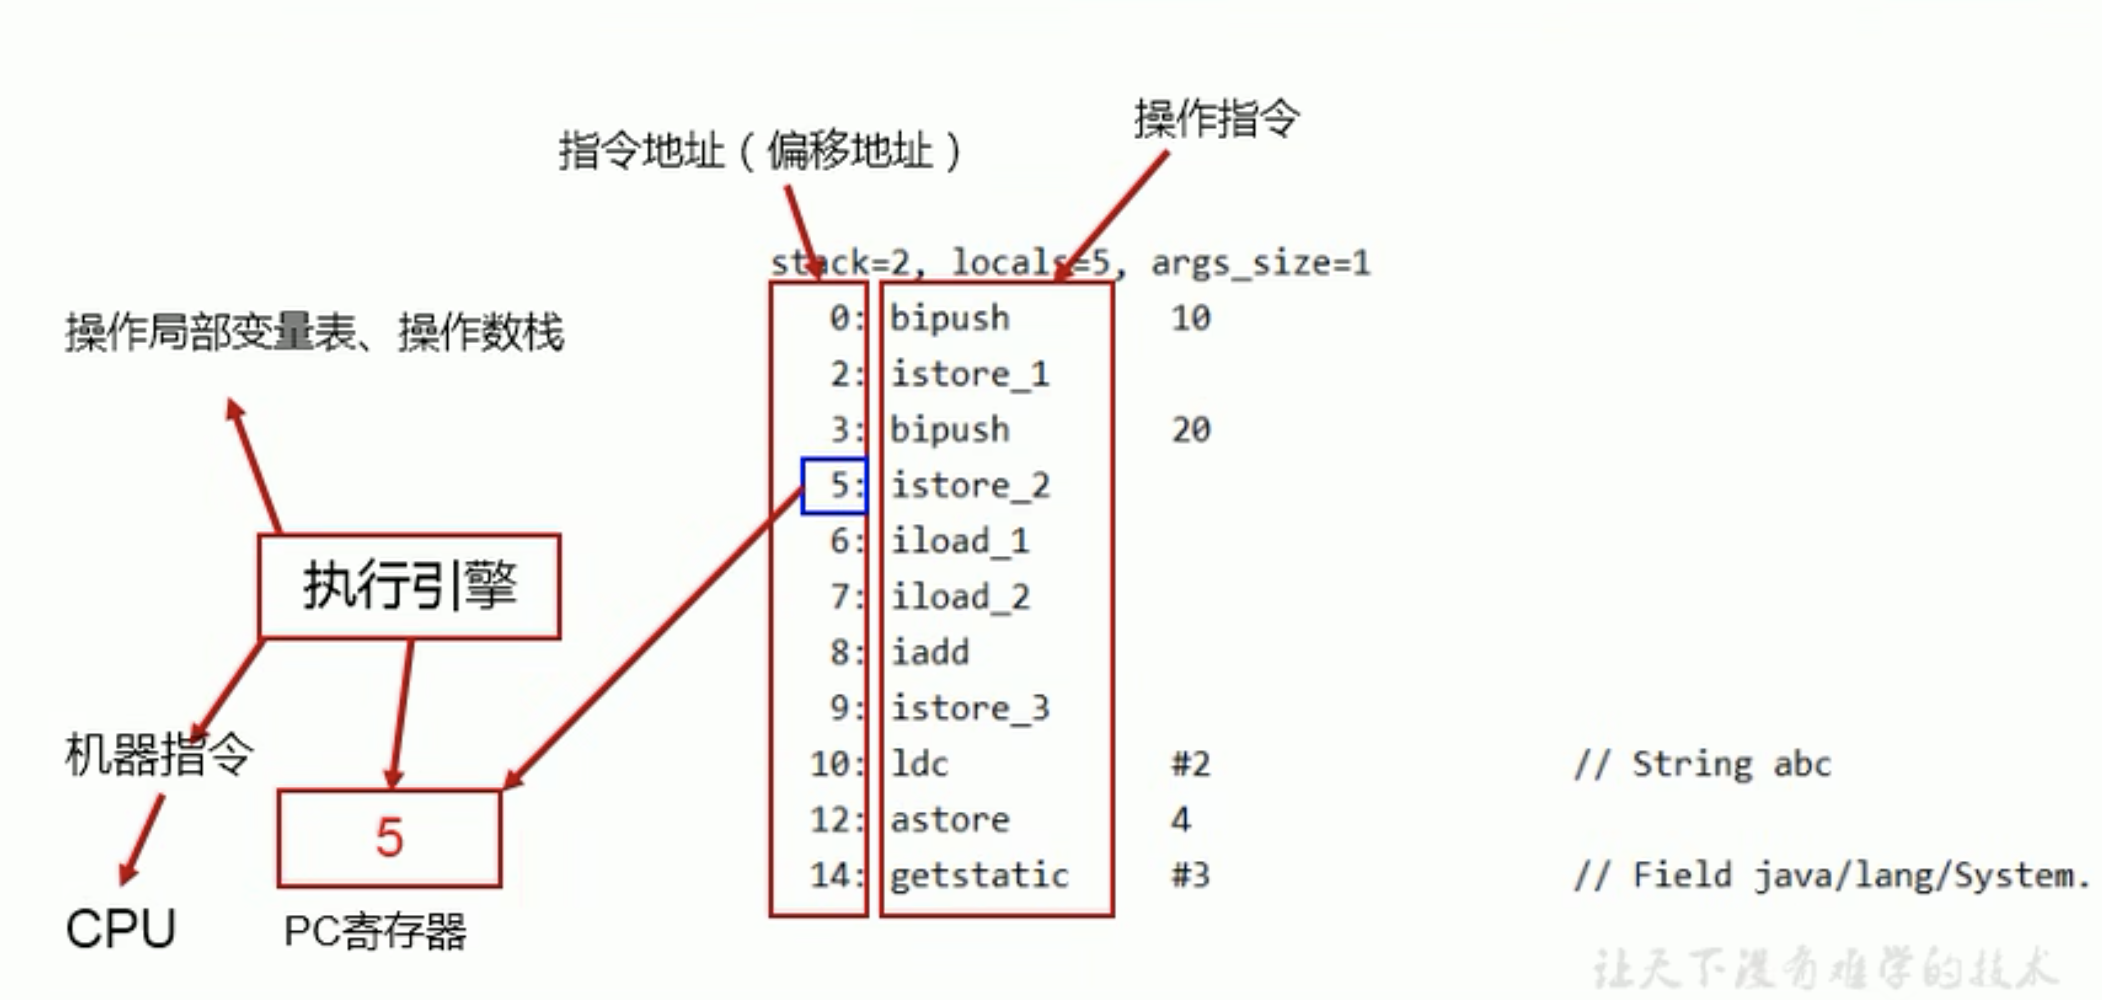 操作指令
指令地址（偏移地址）
stack=2, locals=5, args_size=1
0: bipush 10
2: istore_1
3: bipush 20
5: istore_2
6: iload_1
7: iload_2
8: iadd
9: istore_3
10: ldc #2 // String abc
12: astore 4
14: getstatic #3 // Field java/lang/System.
操作局部变量表、操作数栈
执行引擎
机器指令
CPU
5
PC寄存器
让天下没有难学的技术